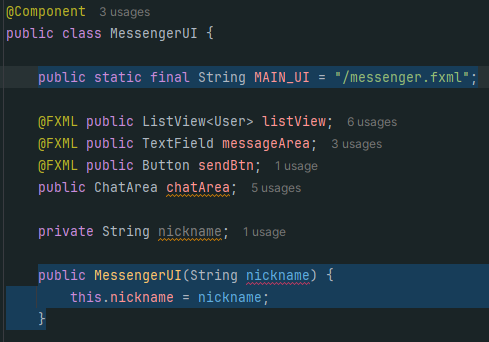 @Component 3 usages
public class MessengerUI {
public static final String MAIN_UI = "/messenger.fxml";
@FXML public ListView<User> listView; 6 usages
@FXML public TextField messageArea; 3 usages
@FXML public Button sendBtn; 1 usage
public ChatArea chatArea; 5 usages
private String nickname; 1 usage
public MessengerUI(String nickname) {
this.nickname = nickname;
}